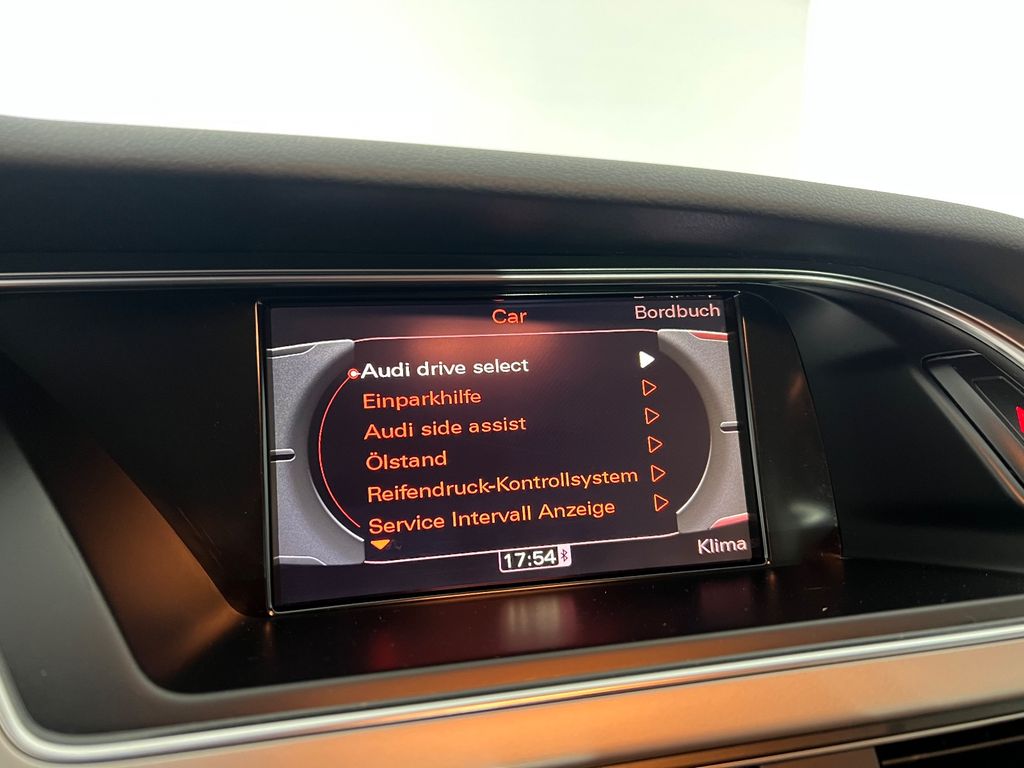 Car
Bordbuch
Audi drive select
Einparkhilfe
Audi side assist
Ölstand
Reifendruck-Kontrollsystem
Service Intervall Anzeige
17:54
Klima